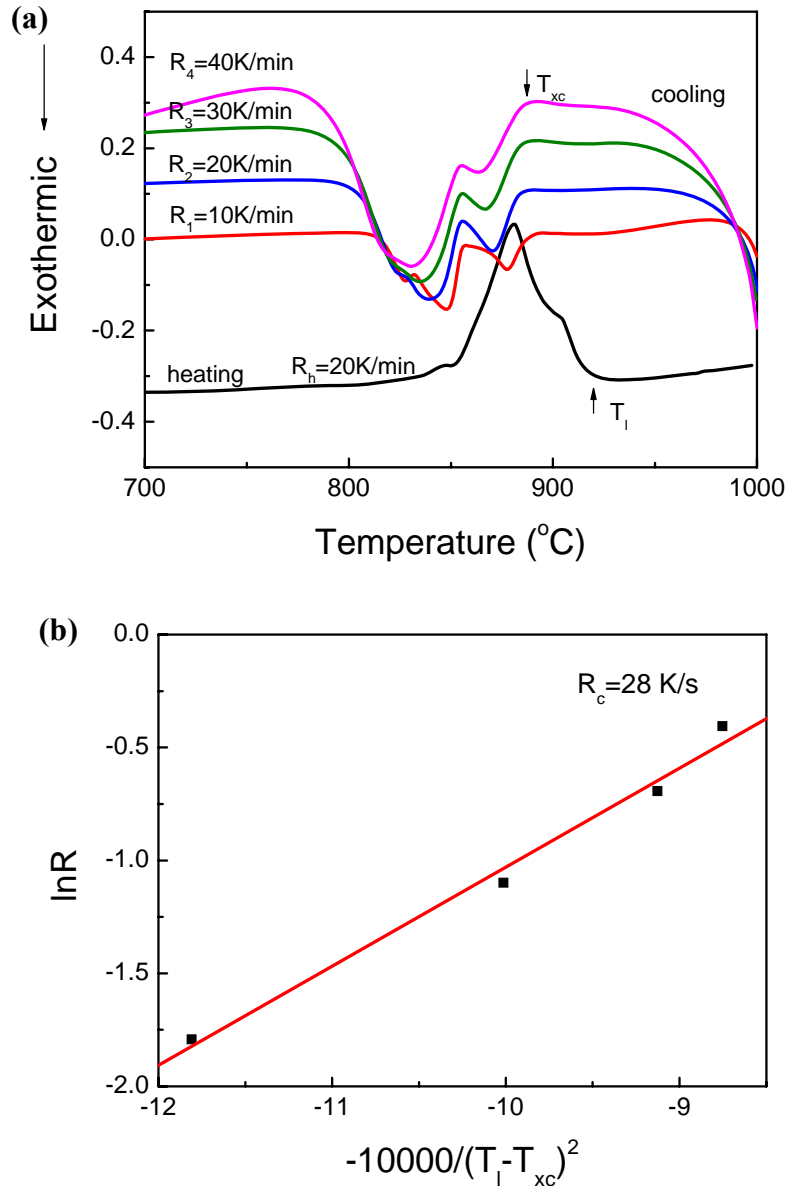 (a)
Exothermic
0.4
0.2
0.0
-0.2
-0.4
R4=40K/min
R3=30K/min
R2=20K/min
R1=10K/min
Txc
cooling
heating
Rh=20K/min
Tl
700
800
900
1000
Temperature (oC)
(b)
lnR
0.0
-0.5
-1.0
-1.5
-2.0
Rc=28 K/s
-12
-11
-10
-9
-10000/(Tl-Txc)2